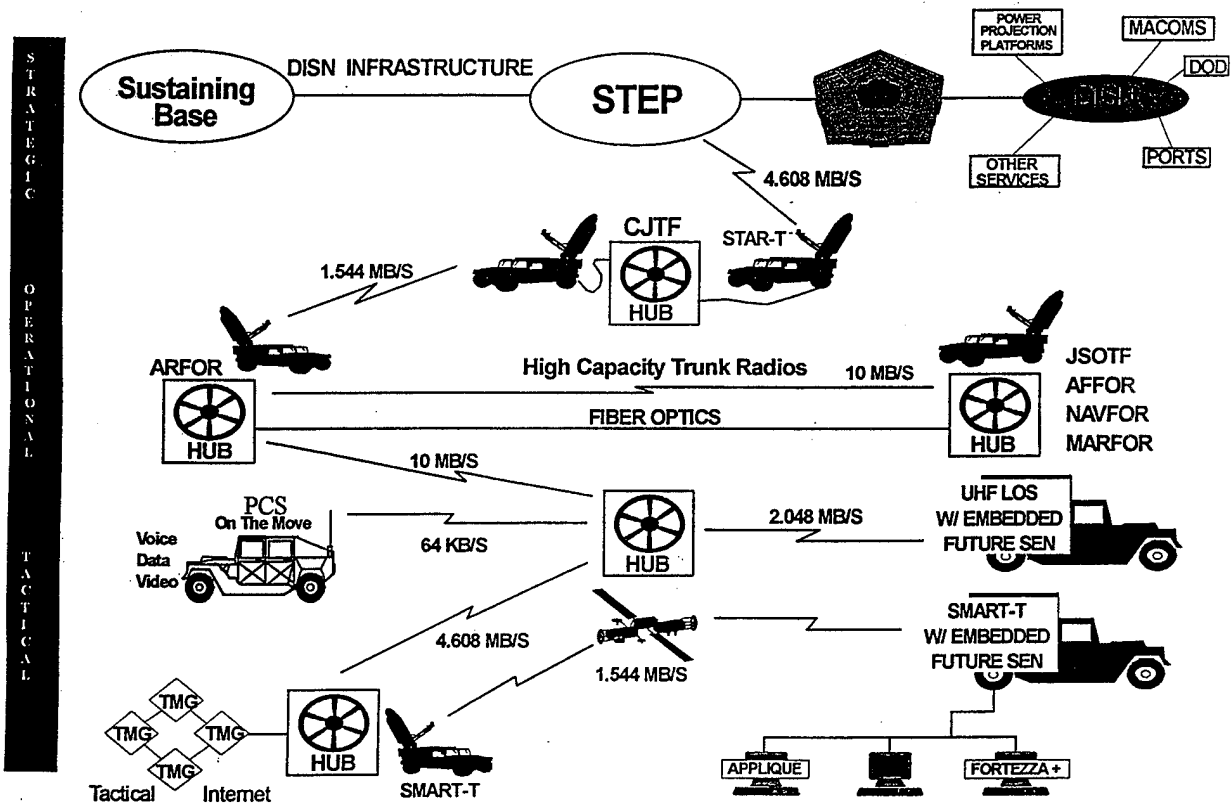 STRATEGIC
OPERATIONAL
TACTICAL
Sustaining
Base
DISN INFRASTRUCTURE
STEP
POWER
PROJECTION
PLATFORMS
MACOMS
DOD
DISN
OTHER
SERVICES
PORTS
4.608 MB/S
CJTF
HUB
STAR-T
1.544 MB/S
ARFOR
HUB
High Capacity Trunk Radios
10 MB/S
FIBER OPTICS
HUB
JSOTF
AFFOR
NAVFOR
MARFOR
10 MB/S
PCS
On The Move
Voice
Data
Video
64 KB/S
HUB
2.048 MB/S
UHF LOS
W/ EMBEDDED
FUTURE SEN
4.608 MB/S
1.544 MB/S
SMART-T
W/ EMBEDDED
FUTURE SEN
TMG
TMG
TMG
TMG
Tactical Internet
HUB
SMART-T
APPLIQUE
FORTEZZA +